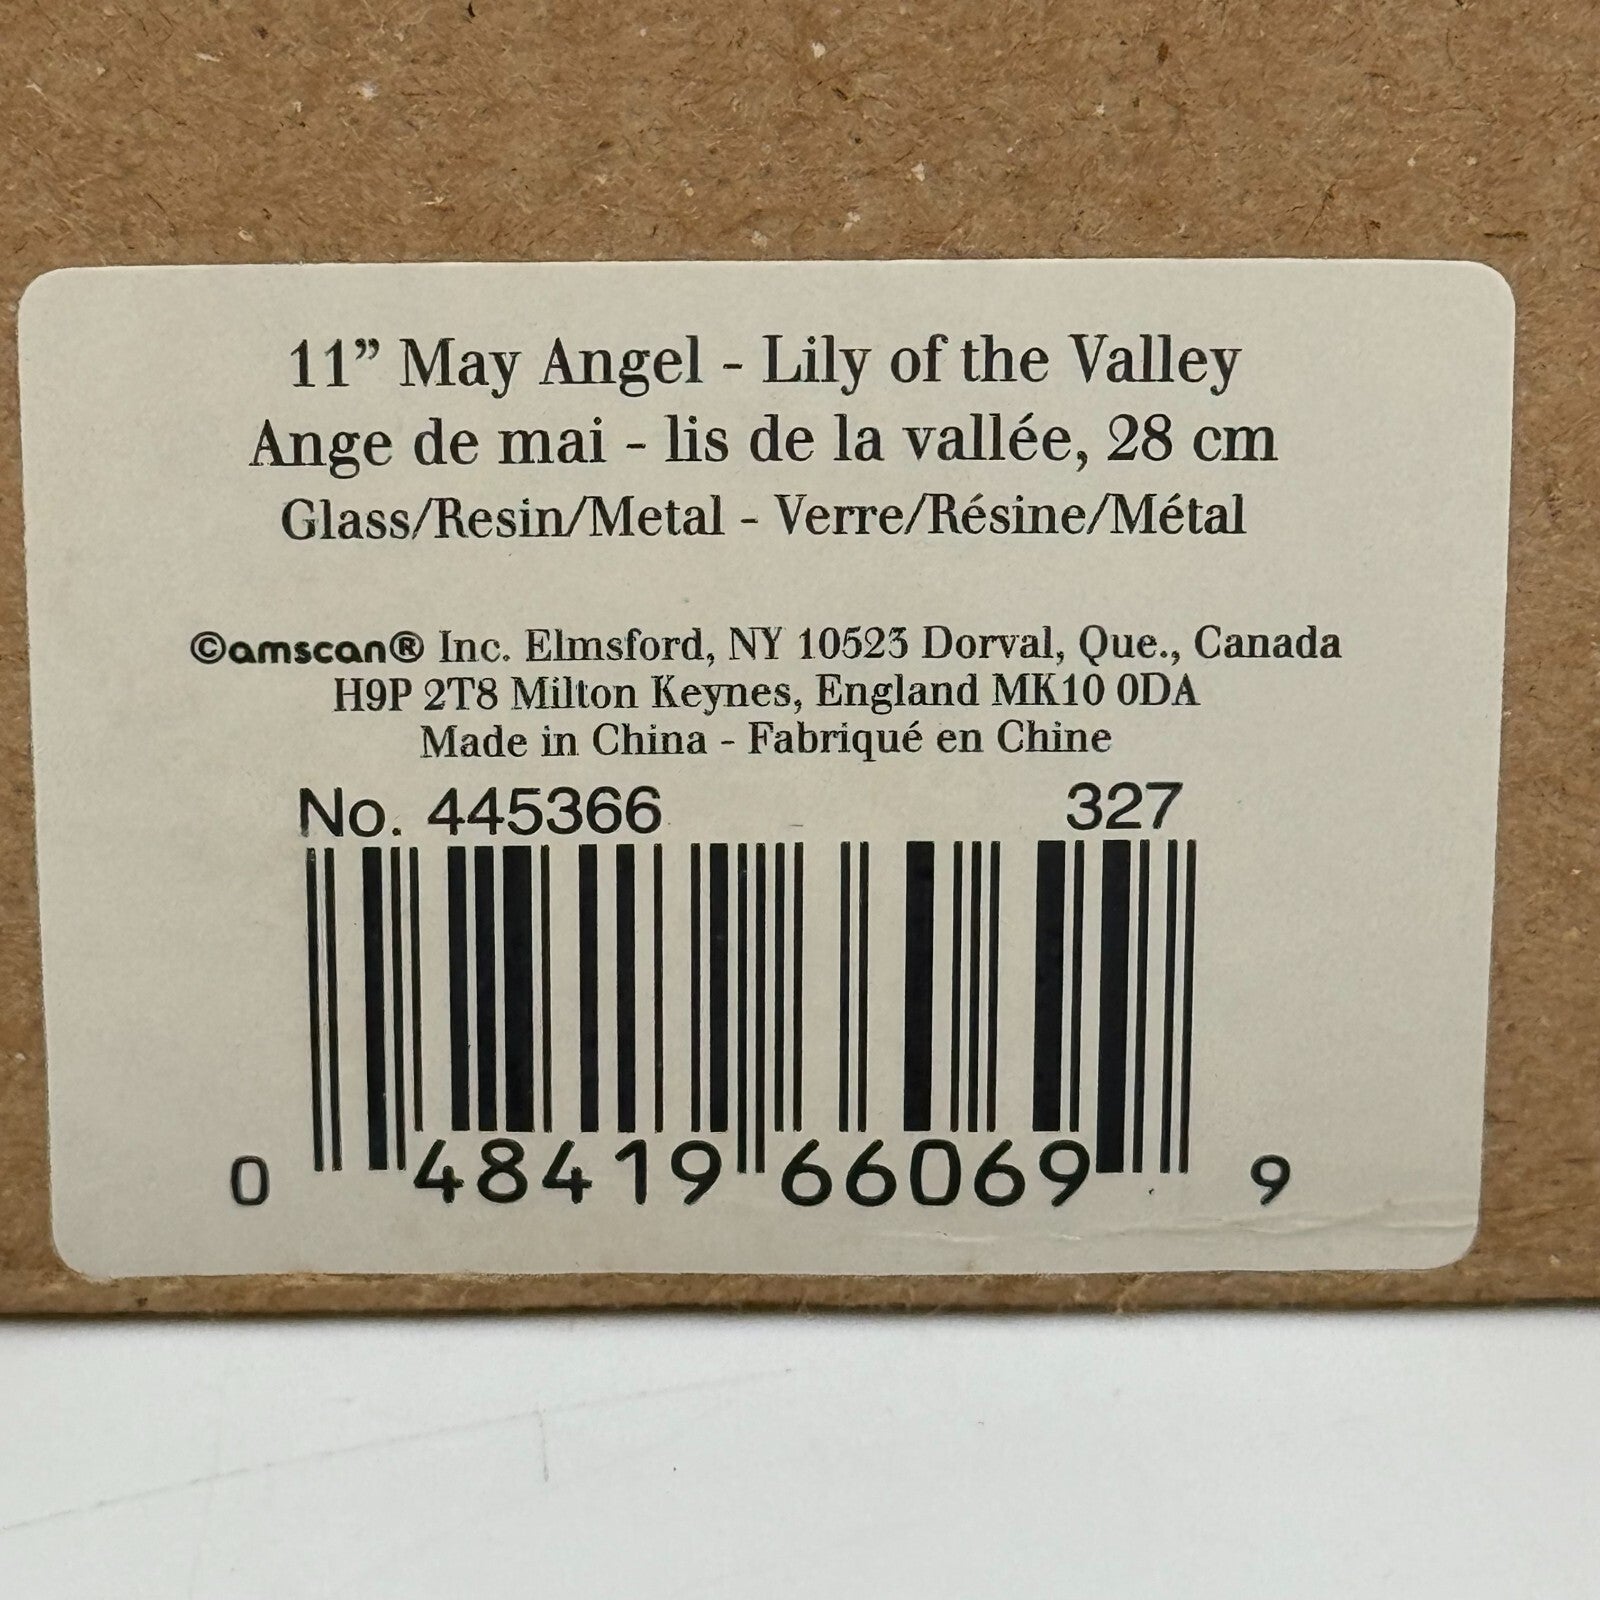 11” May Angel - Lily of the Valley
Ange de mai - lis de la vallée, 28 cm
Glass/Resin/Metal - Verre/Résine/Métal
©amscan® Inc. Elmsford, NY 10523 Dorval, Que., Canada
H9P 2T8 Milton Keynes, England MK10 0DA
Made in China - Fabriqué en Chine
No. 445366 327
0 48419 66069 9